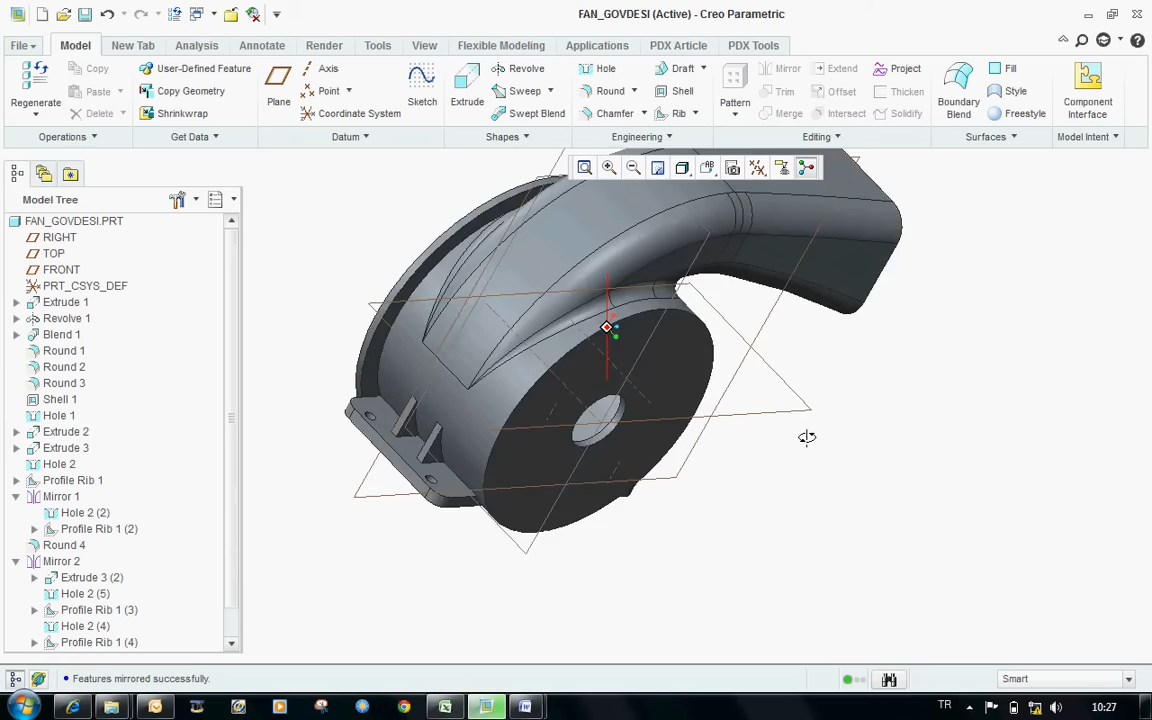 FAN_GOVDESI (Active) - Creo Parametric
File Model New Tab Analysis Annotate Render Tools View Flexible Modeling Applications PDX Article PDX Tools
Regenerate
Copy
Paste
Delete
Operations
User-Defined Feature
Copy Geometry
Shrinkwrap
Get Data
Plane
Axis
Point
Coordinate System
Sketch
Datum
Extrude
Revolve
Sweep
Swept Blend
Shapes
Hole
Round
Chamfer
Draft
Shell
Rib
Engineering
Pattern
Mirror
Extend
Project
Trim
Offset
Thicken
Merge
Intersect
Solidify
Editing
Boundary
Blend
Fill
Style
Freestyle
Surfaces
Component
Interface
Model Intent
Model Tree
FAN_GOVDESI.PRT
RIGHT
TOP
FRONT
PRT_CSYS_DEF
Extrude 1
Revolve 1
Blend 1
Round 1
Round 2
Round 3
Shell 1
Hole 1
Extrude 2
Extrude 3
Hole 2
Profile Rib 1
Mirror 1
Hole 2 (2)
Profile Rib 1 (2)
Round 4
Mirror 2
Extrude 3 (2)
Hole 2 (5)
Profile Rib 1 (3)
Hole 2 (4)
Profile Rib 1 (4)
• Features mirrored successfully.
Smart
TR
10:27